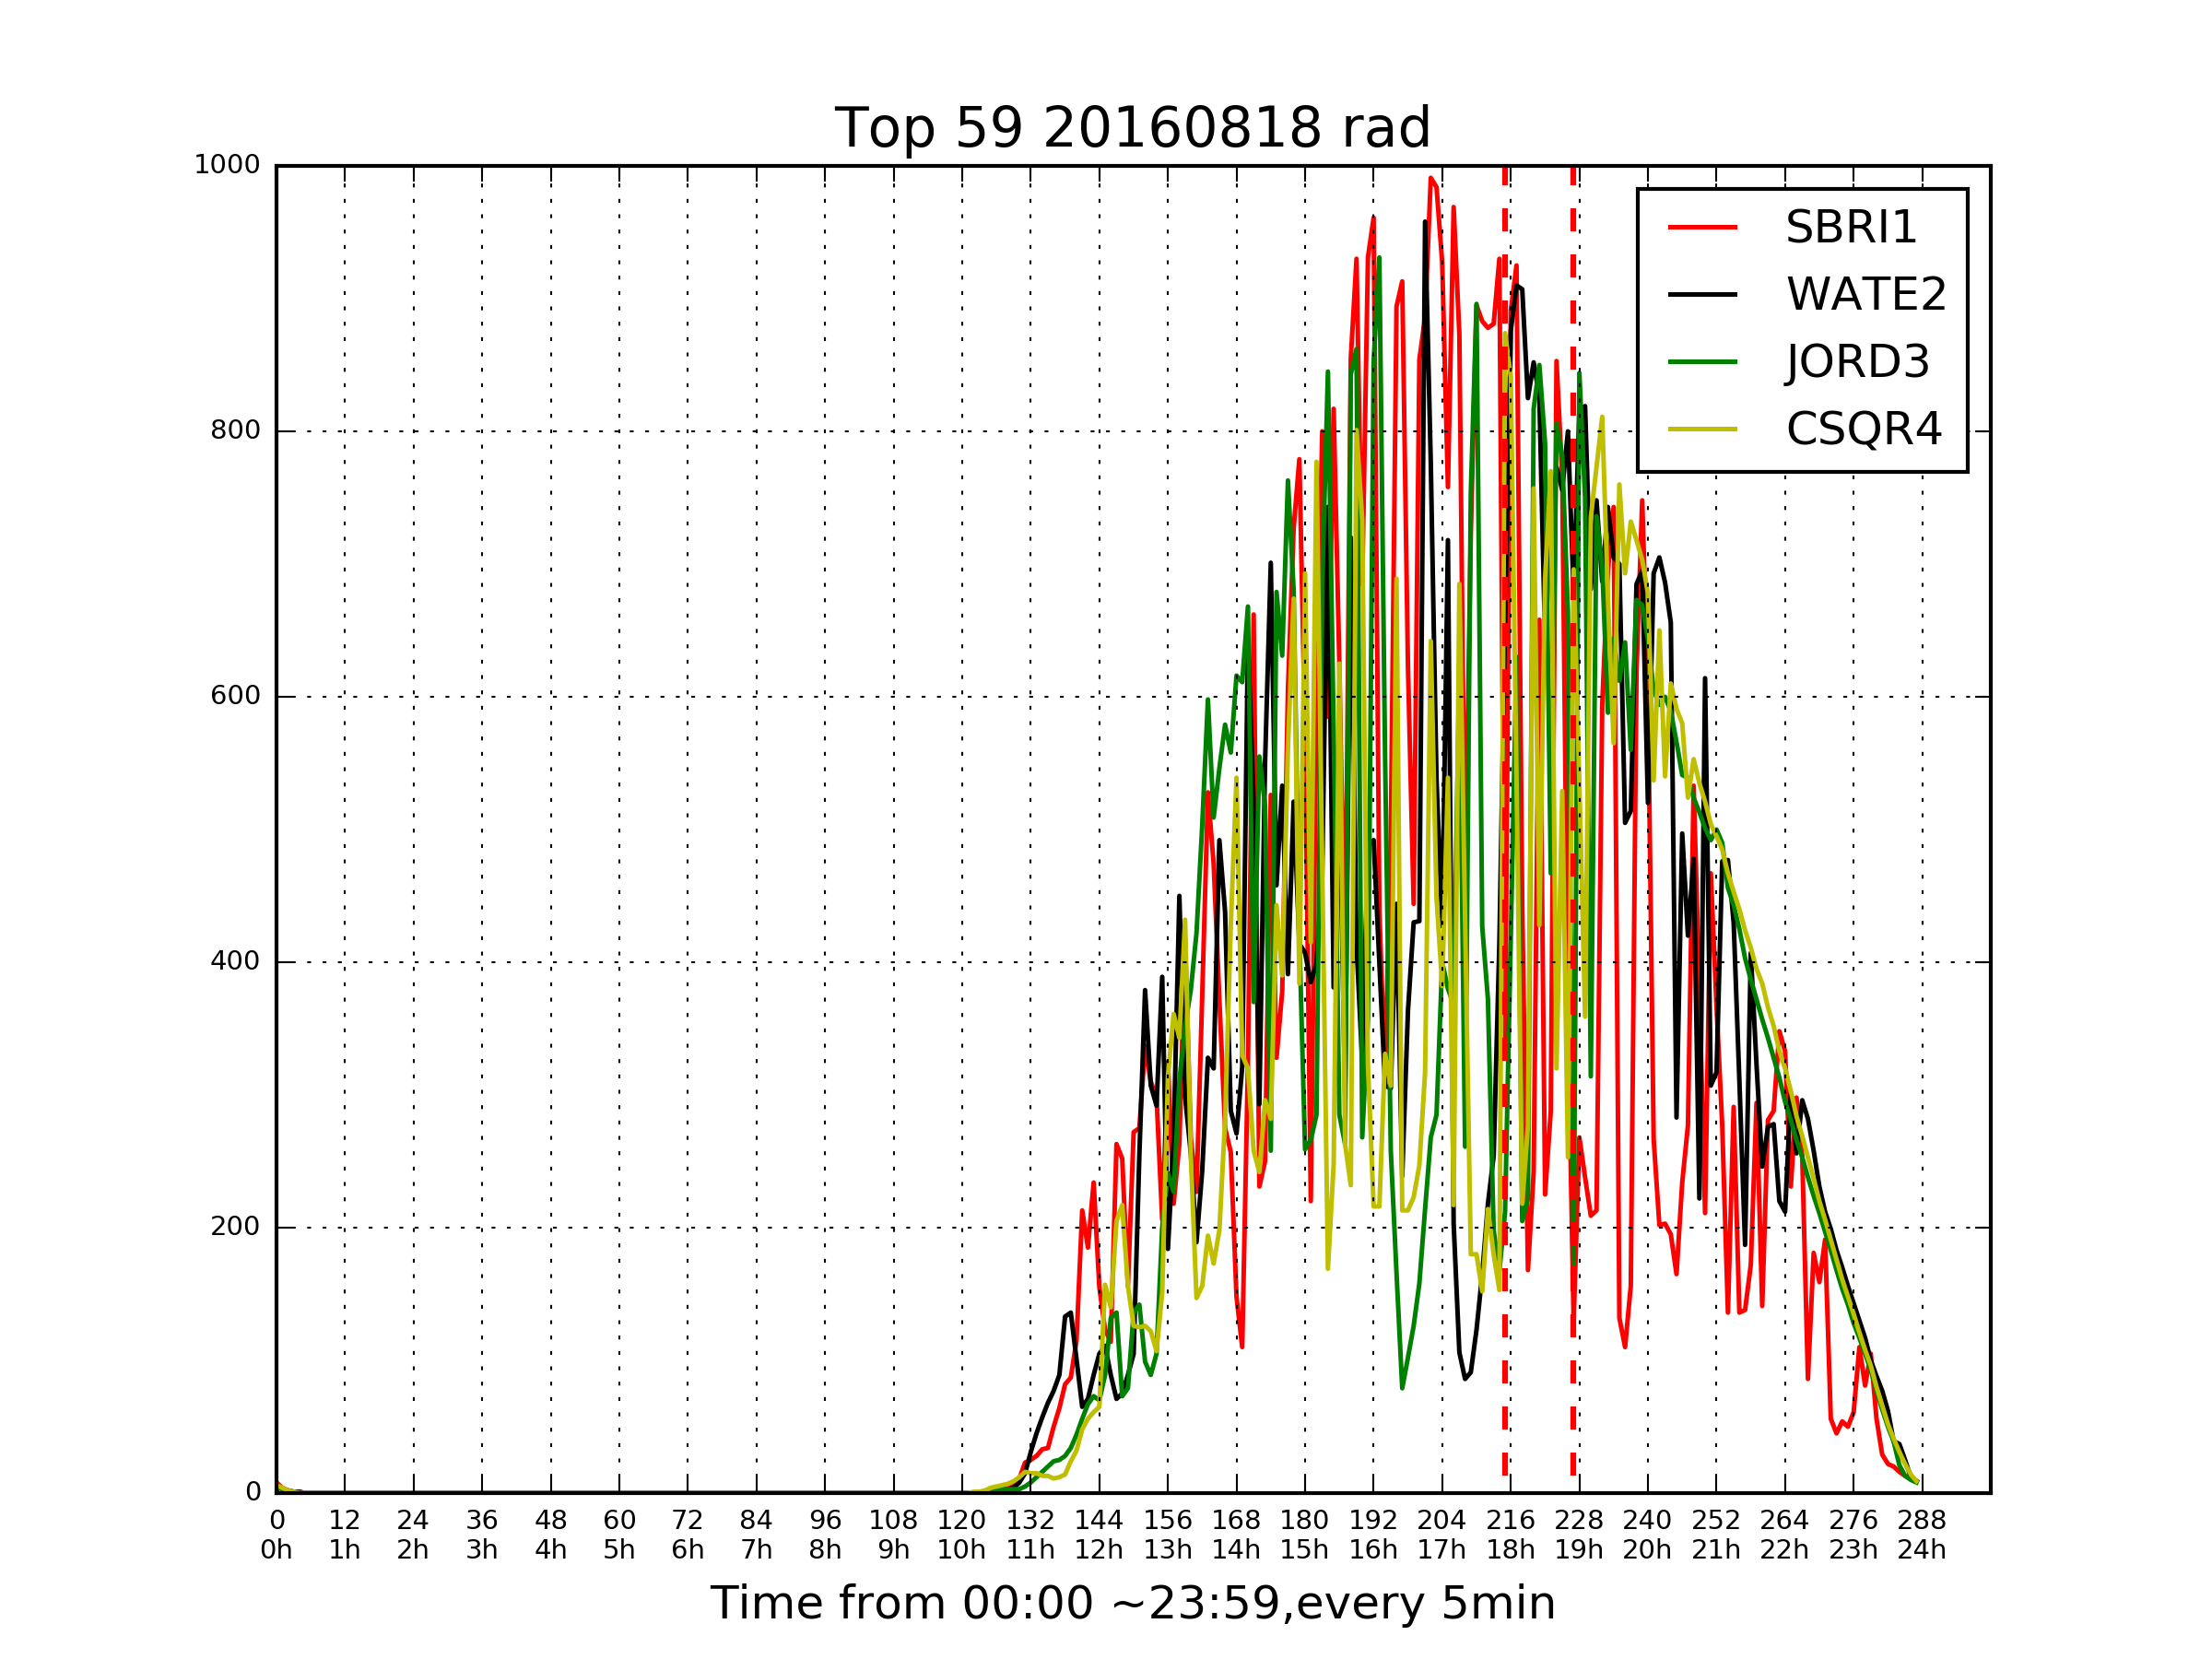 Top 59 20160818 rad
1000
800
600
400
200
0
SBRI1
WATE2
JORD3
CSQR4
0 12 24 36 48 60 72 84 96 108 120 132 144 156 168 180 192 204 216 228 240 252 264 276 288
0h 1h 2h 3h 4h 5h 6h 7h 8h 9h 10h 11h 12h 13h 14h 15h 16h 17h 18h 19h 20h 21h 22h 23h 24h
Time from 00:00 ~23:59,every 5min